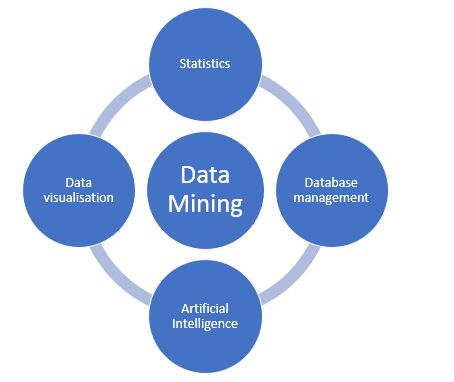 Statistics
Data
visualisation
Data
Mining
Database
management
Artificial
Intelligence